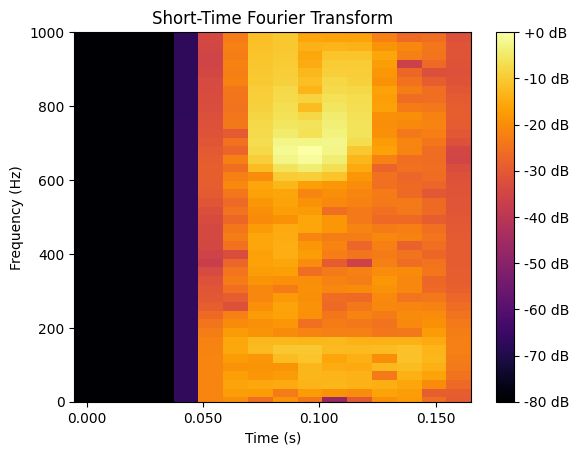 Short-Time Fourier Transform
1000
800
600
400
200
0
Frequency (Hz)
0.000
0.050
0.100
0.150
Time (s)
+0 dB
-10 dB
-20 dB
-30 dB
-40 dB
-50 dB
-60 dB
-70 dB
-80 dB